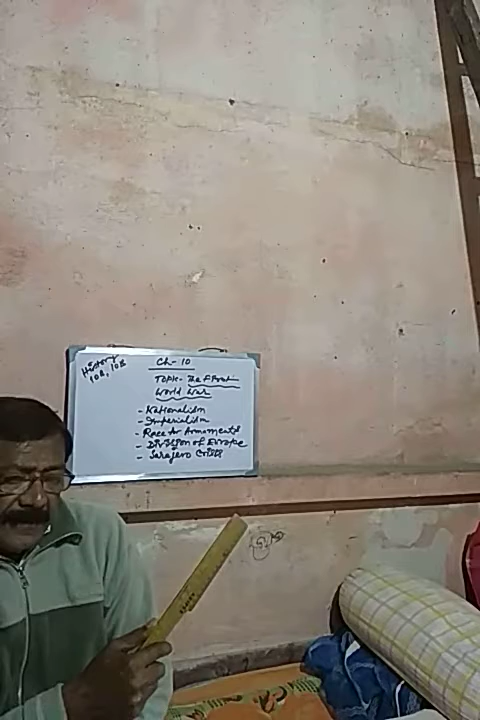 History
10A, 10B
Ch- 10
Topic- The First
World War
- Nationalism
- Imperialism
- Race for Armaments
- Division of Europe
- Sarajevo Crisis